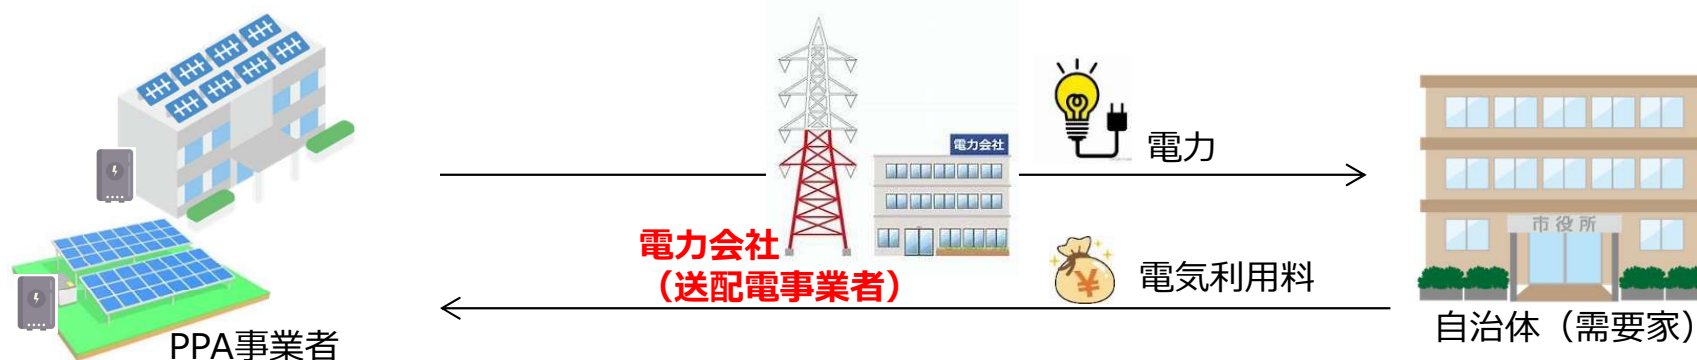 電力会社
電力
電力会社
（送配電事業者）
電気利用料
市役所
PPA事業者
自治体（需要家）